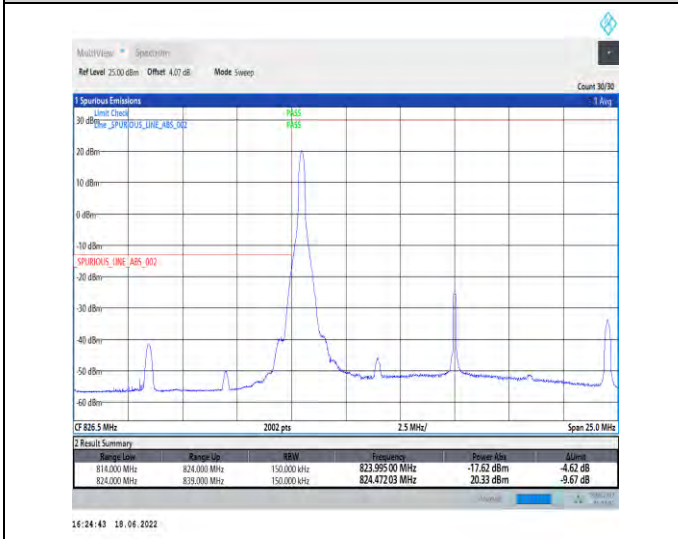 MultiView Spectrum
Ref Level 25.00 dBm Offset 4.07 dB Mode Sweep
Count 30/30
1 Spurious Emissions 1 Avg
Limit Check PASS
30 dBm Line _SPURIOUS_LINE_ABS_002 PASS
20 dBm
10 dBm
0 dBm
-10 dBm
SPURIOUS_LINE_ABS_002
-20 dBm
-30 dBm
-40 dBm
-50 dBm
-60 dBm
CF 826.5 MHz 2002 pts 2.5 MHz/ Span 25.0 MHz
2 Result Summary
Range Low Range Up RBW Frequency Power Abs ΔLimit
814.000 MHz 824.000 MHz 150.000 kHz 823.99500 MHz -17.62 dBm -4.62 dB
824.000 MHz 839.000 MHz 150.000 kHz 824.47203 MHz 20.33 dBm -9.67 dB
16:24:43 18.06.2022